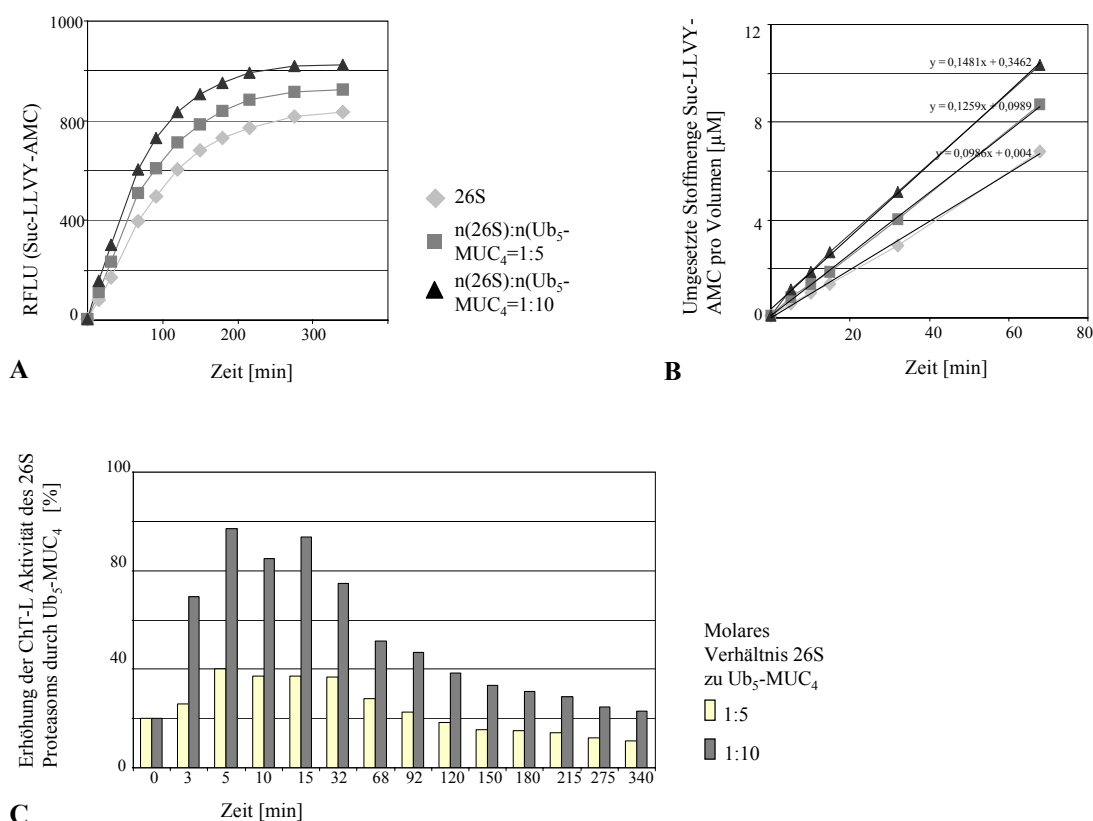 1000
800
400
0
RFLU (Suc-LLVY-AMC)
100
200
300
Zeit [min]
A
26S
n(26S):n(Ub5-
MUC4=1:5
n(26S):n(Ub5-
MUC4=1:10
Umgesetzte Stoffmenge Suc-LLVY-
AMC pro Volumen [µM]
12
8
4
0
y = 0,1481x + 0,3462
y = 0,1259x + 0,0989
y = 0,0986x + 0,004
20
40
60
80
Zeit [min]
B
Erhöhung der ChT-L Aktivität des 26S
Proteasoms durch Ub5-MUC4 [%]
100
80
40
0
0 3 5 10 15 32 68 92 120 150 180 215 275 340
Zeit [min]
C
Molares
Verhältnis 26S
zu Ub5-MUC4
1:5
1:10